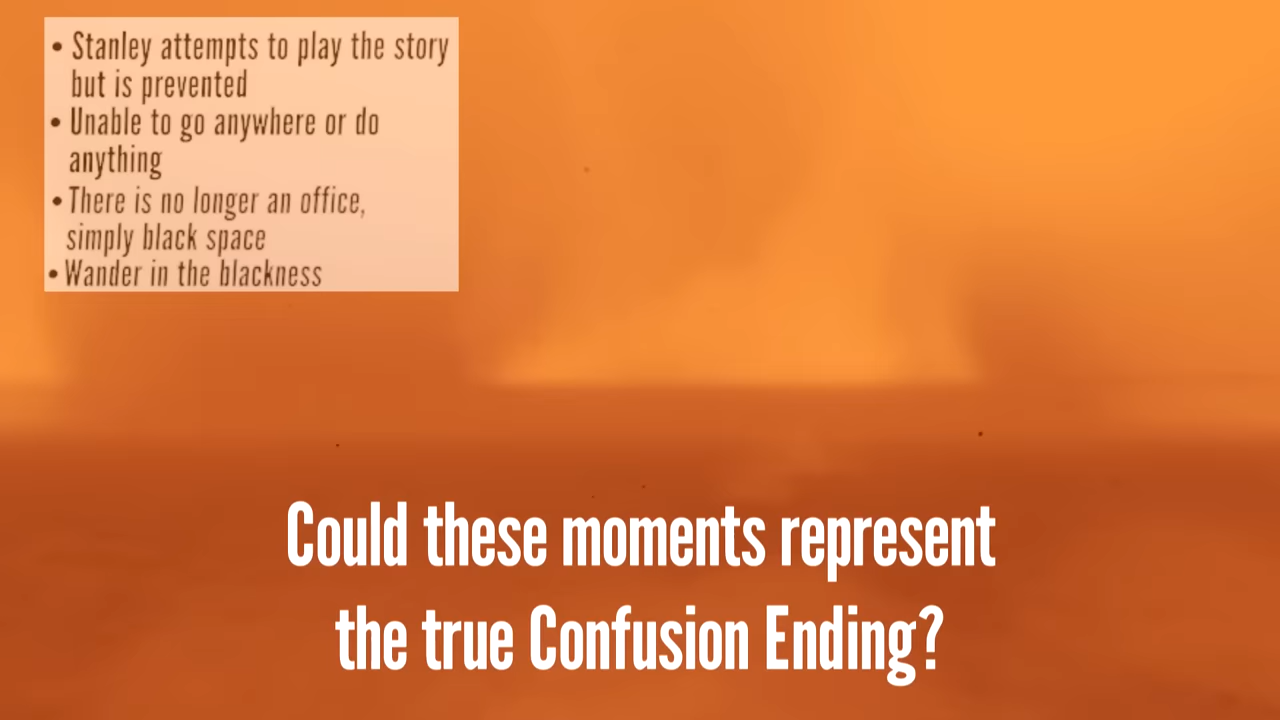 • Stanley attempts to play the story
but is prevented
• Unable to go anywhere or do
anything
• There is no longer an office,
simply black space
• Wander in the blackness
Could these moments represent
the true Confusion Ending?